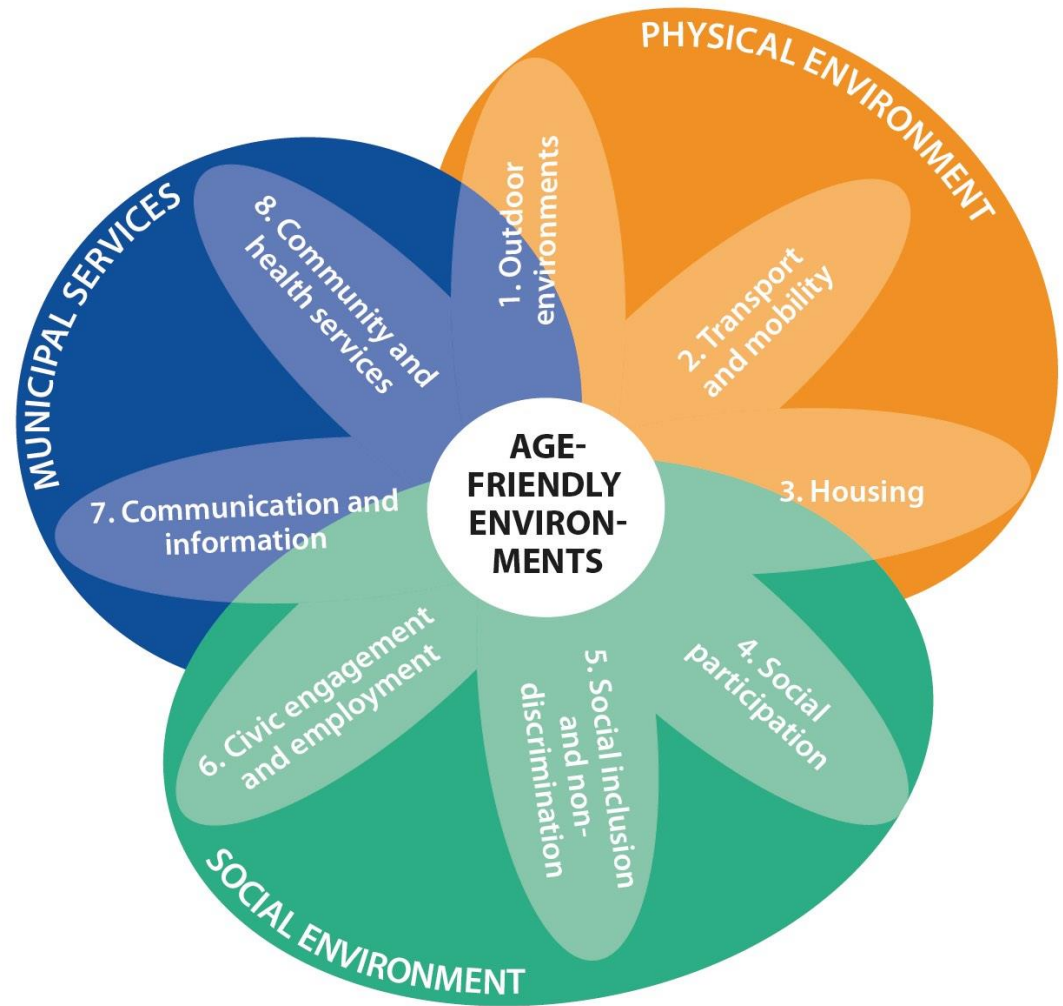 PHYSICAL ENVIRONMENT
MUNICIPAL SERVICES
SOCIAL ENVIRONMENT
AGE-
FRIENDLY
ENVIRON-
MENTS
1. Outdoor
environments
2. Transport
and mobility
3. Housing
4. Social
participation
5. Social inclusion
and non-
discrimination
6. Civic engagement
and employment
7. Communication and
information
8. Community and
health services